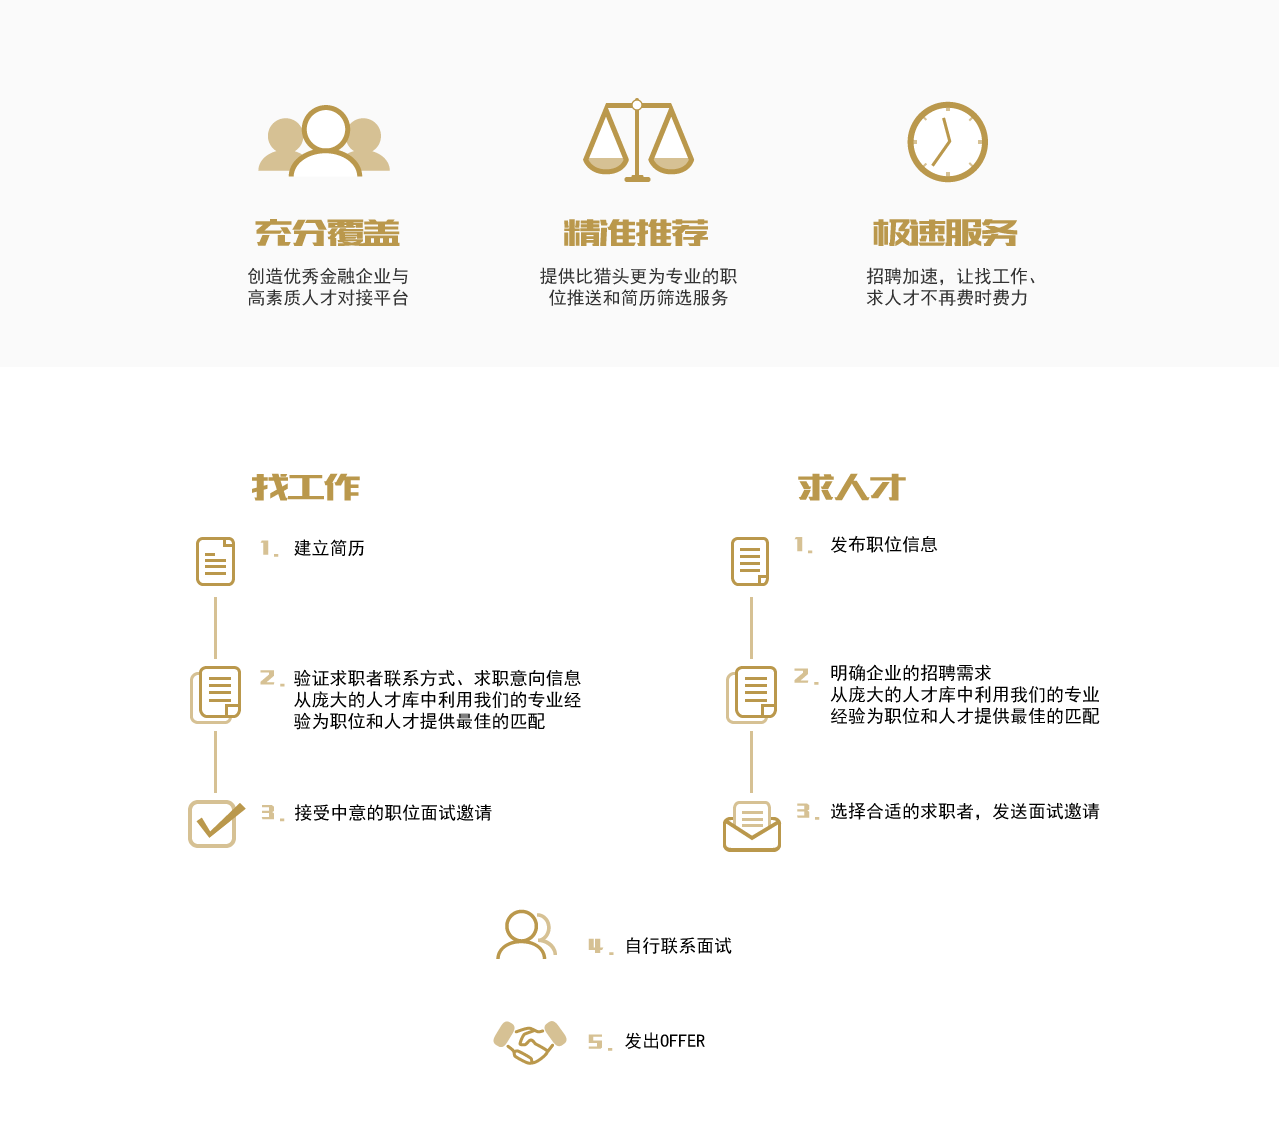 充分覆盖
创造优秀金融企业与
高素质人才对接平台
精准推荐
提供比猎头更为专业的职
位推送和简历筛选服务
极速服务
招聘加速，让找工作、
求人才不再费时费力
找工作
1. 建立简历
2. 验证求职者联系方式、求职意向信息
从庞大的人才库中利用我们的专业经
验为职位和人才提供最佳的匹配
3. 接受中意的职位面试邀请
求人才
1. 发布职位信息
2. 明确企业的招聘需求
从庞大的人才库中利用我们的专业
经验为职位和人才提供最佳的匹配
3. 选择合适的求职者，发送面试邀请
4. 自行联系面试
5. 发出OFFER